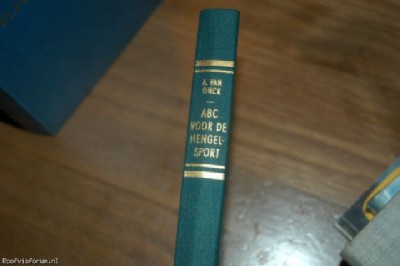 A. VAN
ONCK
ABC
VOOR DE
HENGEL-
SPORT
Roofvisforum.nl